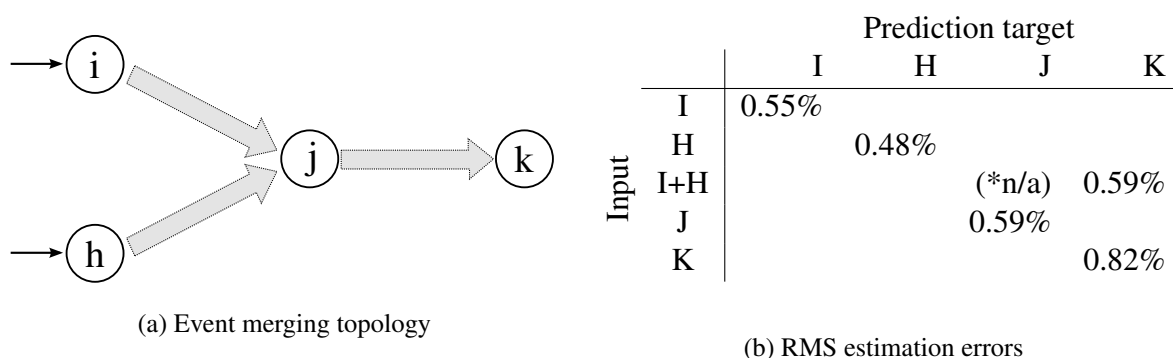 i
j
k
h
(a) Event merging topology
Prediction target
I H J K
Input
I 0.55%
H 0.48%
I+H (*n/a) 0.59%
J 0.59%
K 0.82%
(b) RMS estimation errors